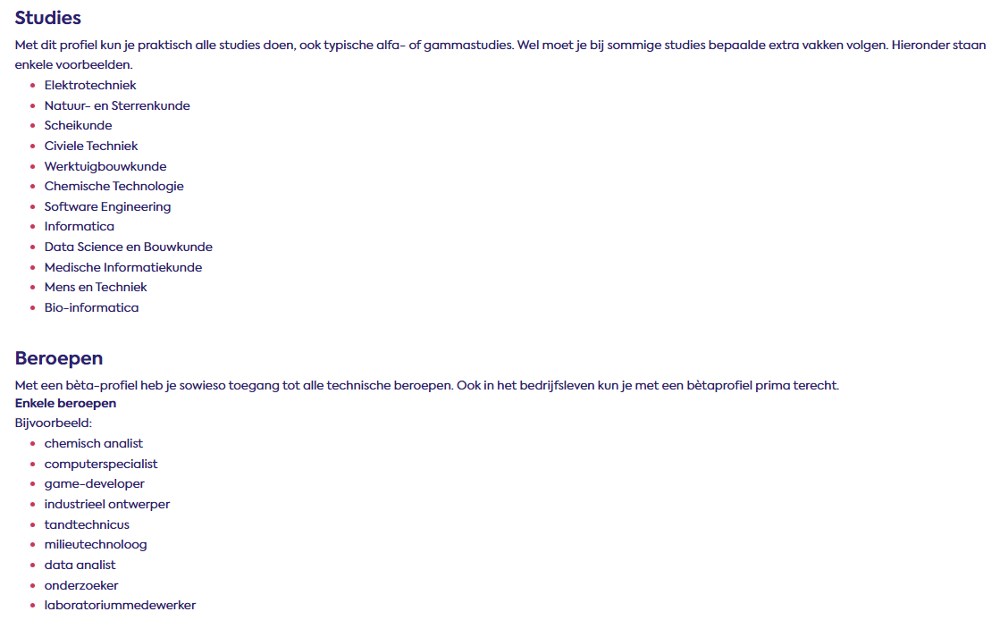 Studies
Met dit profiel kun je praktisch alle studies doen, ook typische alfa- of gammastudies. Wel moet je bij sommige studies bepaalde extra vakken volgen. Hieronder staan
enkele voorbeelden.
Elektrotechniek
Natuur- en Sterrenkunde
Scheikunde
Civiele Techniek
Werktuigbouwkunde
Chemische Technologie
Software Engineering
Informatica
Data Science en Bouwkunde
Medische Informatiekunde
Mens en Techniek
Bio-informatica
Beroepen
Met een bèta-profiel heb je sowieso toegang tot alle technische beroepen. Ook in het bedrijfsleven kun je met een bètaprofiel prima terecht.
Enkele beroepen
Bijvoorbeeld:
chemisch analist
computerspecialist
game-developer
industrieel ontwerper
tandtechnicus
milieutechnoloog
data analist
onderzoeker
laboratoriummedewerker